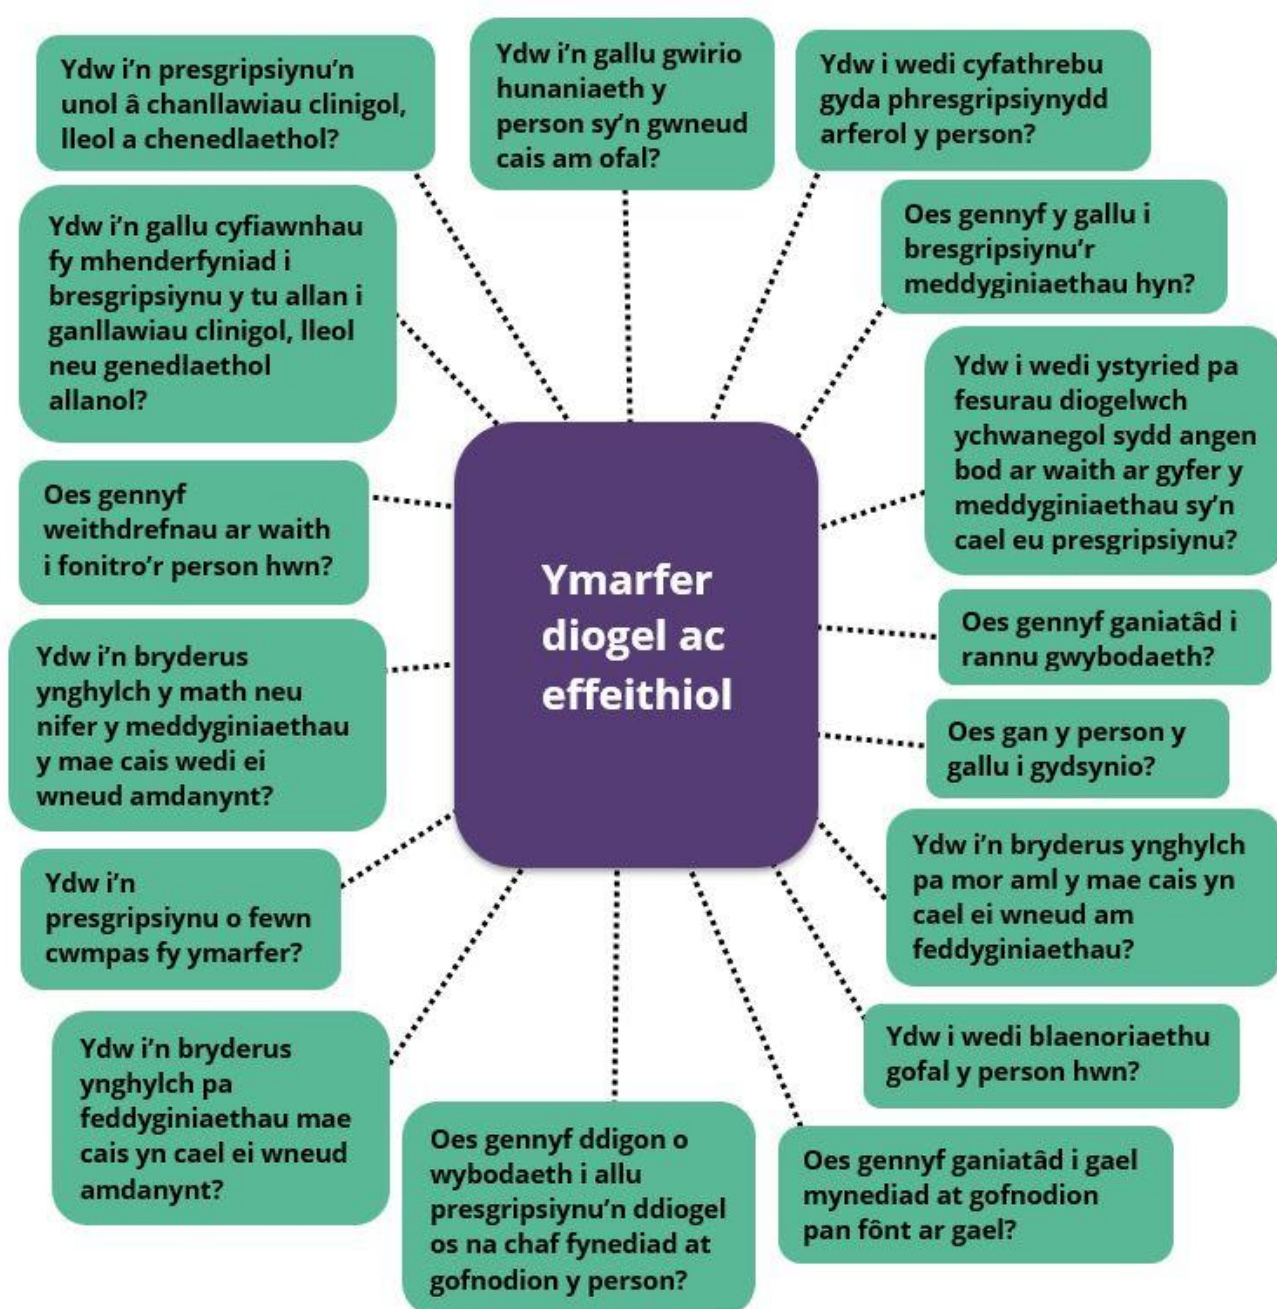 Ydw i'n presgripsiynu'n
unol â chanllawiau clinigol,
lleol a chenedlaethol?
Ydw i'n gallu gwirio
hunaniaeth y
person sy'n gwneud
cais am ofal?
Ydw i wedi cyfathrebu
gyda phresgripsiynydd
arferol y person?
Oes gennyf y gallu i
bresgripsiynu'r
meddyginiaethau hyn?
Ydw i'n gallu cyfiawnhau
fy mhenderfyniad i
bresgripsiynu y tu allan i
ganllawiau clinigol, lleol
neu genedlaethol
allanol?
Ydw i wedi ystyried pa
fesurau diogelwch
ychwanegol sydd angen
bod ar waith ar gyfer y
meddyginiaethau sy'n
cael eu presgripsiynu?
Oes gennyf
weithdrefnau ar waith
i fonitro'r person hwn?
Ymarfer
diogel ac
effeithiol
Oes gennyf ganiatâd i
rannu gwybodaeth?
Ydw i'n bryderus
ynghylch y math neu
nifer y meddyginiaethau
y mae cais wedi ei
wneud amdanynt?
Oes gan y person y
gallu i gydsynio?
Ydw i'n bryderus ynghylch
pa mor aml y mae cais yn
cael ei wneud am
feddyginiaethau?
Ydw i'n
presgripsiynu o fewn
cwmpas fy ymarfer?
Ydw i wedi blaenoriaethu
gofal y person hwn?
Ydw i'n bryderus
ynghylch pa
feddyginiaethau mae
cais yn cael ei wneud
amdanynt?
Oes gennyf ddigon o
wybodaeth i allu
presgripsiynu'n ddiogel
os na chaf fynediad at
gofnodion y person?
Oes gennyf ganiatâd i gael
mynediad at gofnodion
pan fônt ar gael?